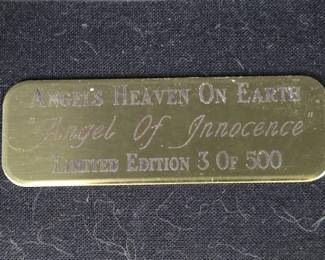 Angels Heaven On Earth
"Angel Of Innocence"
Limited Edition 3 Of 500